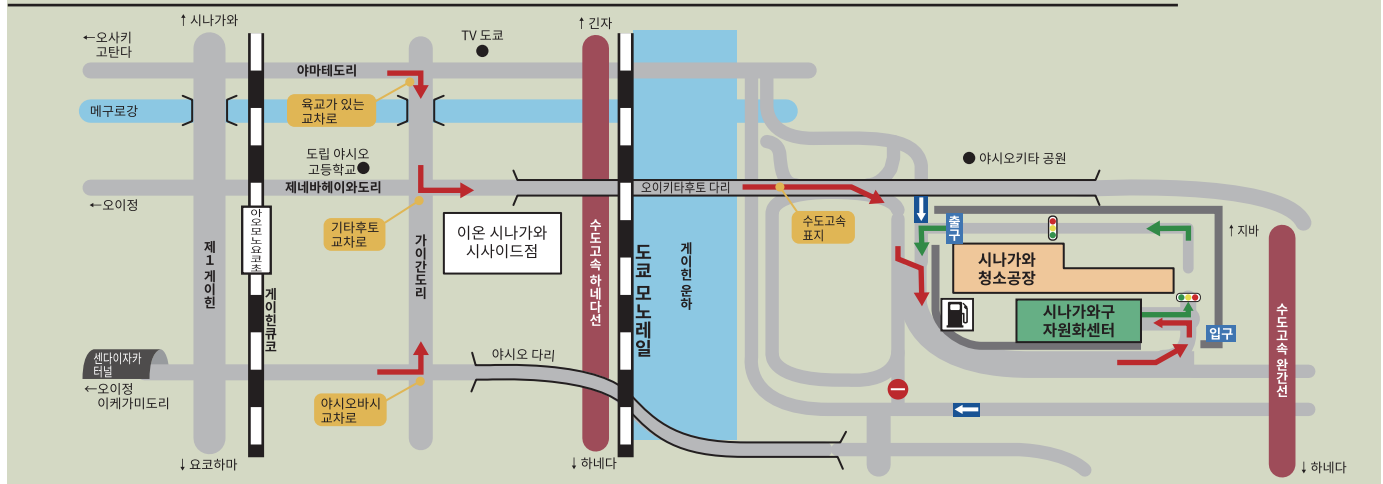 ↑ 시나가와
←오사키
고탄다
야마테도리
메구로강
육교가 있는
교차로
TV 도쿄
↑ 긴자
도립 야시오
고등학교
제네바헤이와도리
←오이정
아오모노요코초
제1 게이힌
게이힌큐코
기타후토
교차로
가이간도리
이온 시나가와
시사이드점
수도고속 하네다선
도쿄 모노레일
게이힌 운하
오이키타후토 다리
수도고속
표지
야시오키타 공원
출구
시나가와
청소공장
시나가와구
자원화센터
입구
↑ 지바
수도고속 완간선
센다이자카
터널
←오이정
이케가미도리
야시오 다리
야시오바시
교차로
↓ 요코하마
↓ 하네다
↓ 하네다